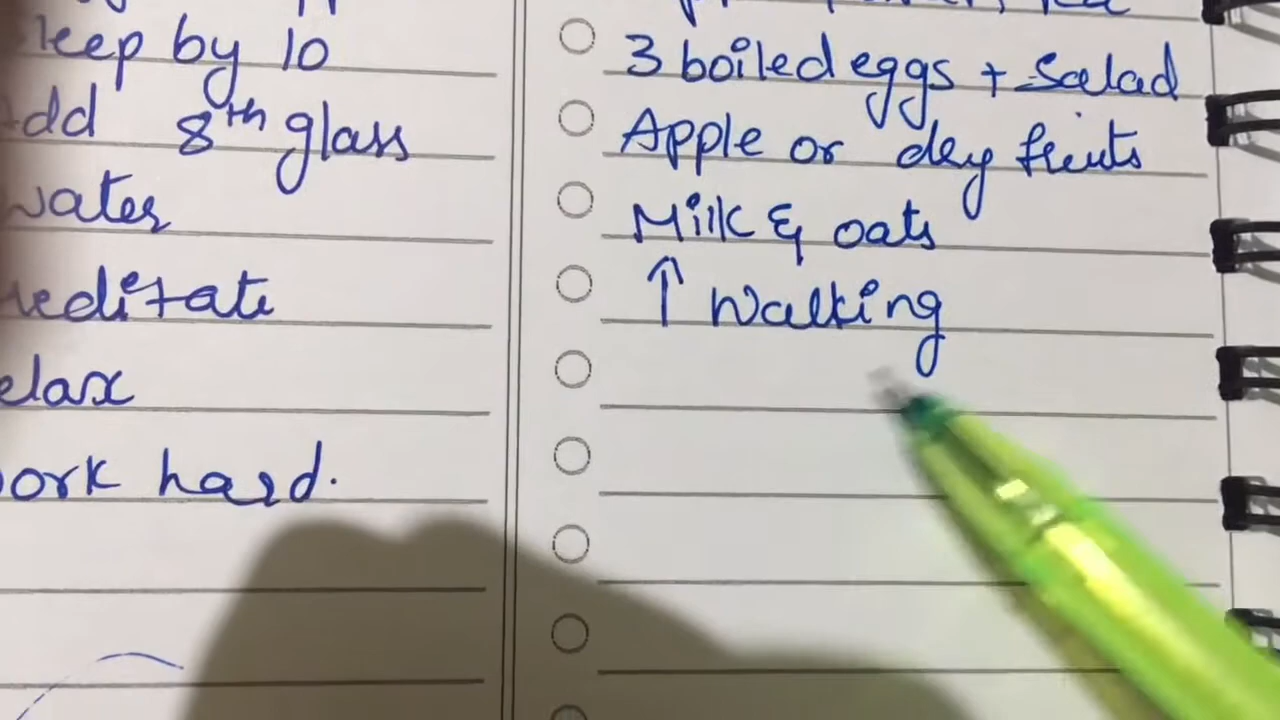 leep by 10
dd 8th glass
water
meditate
elax
ork hard.
3 boiled eggs + Salad
Apple or dry fruits
Milk & oats
↑ Walking